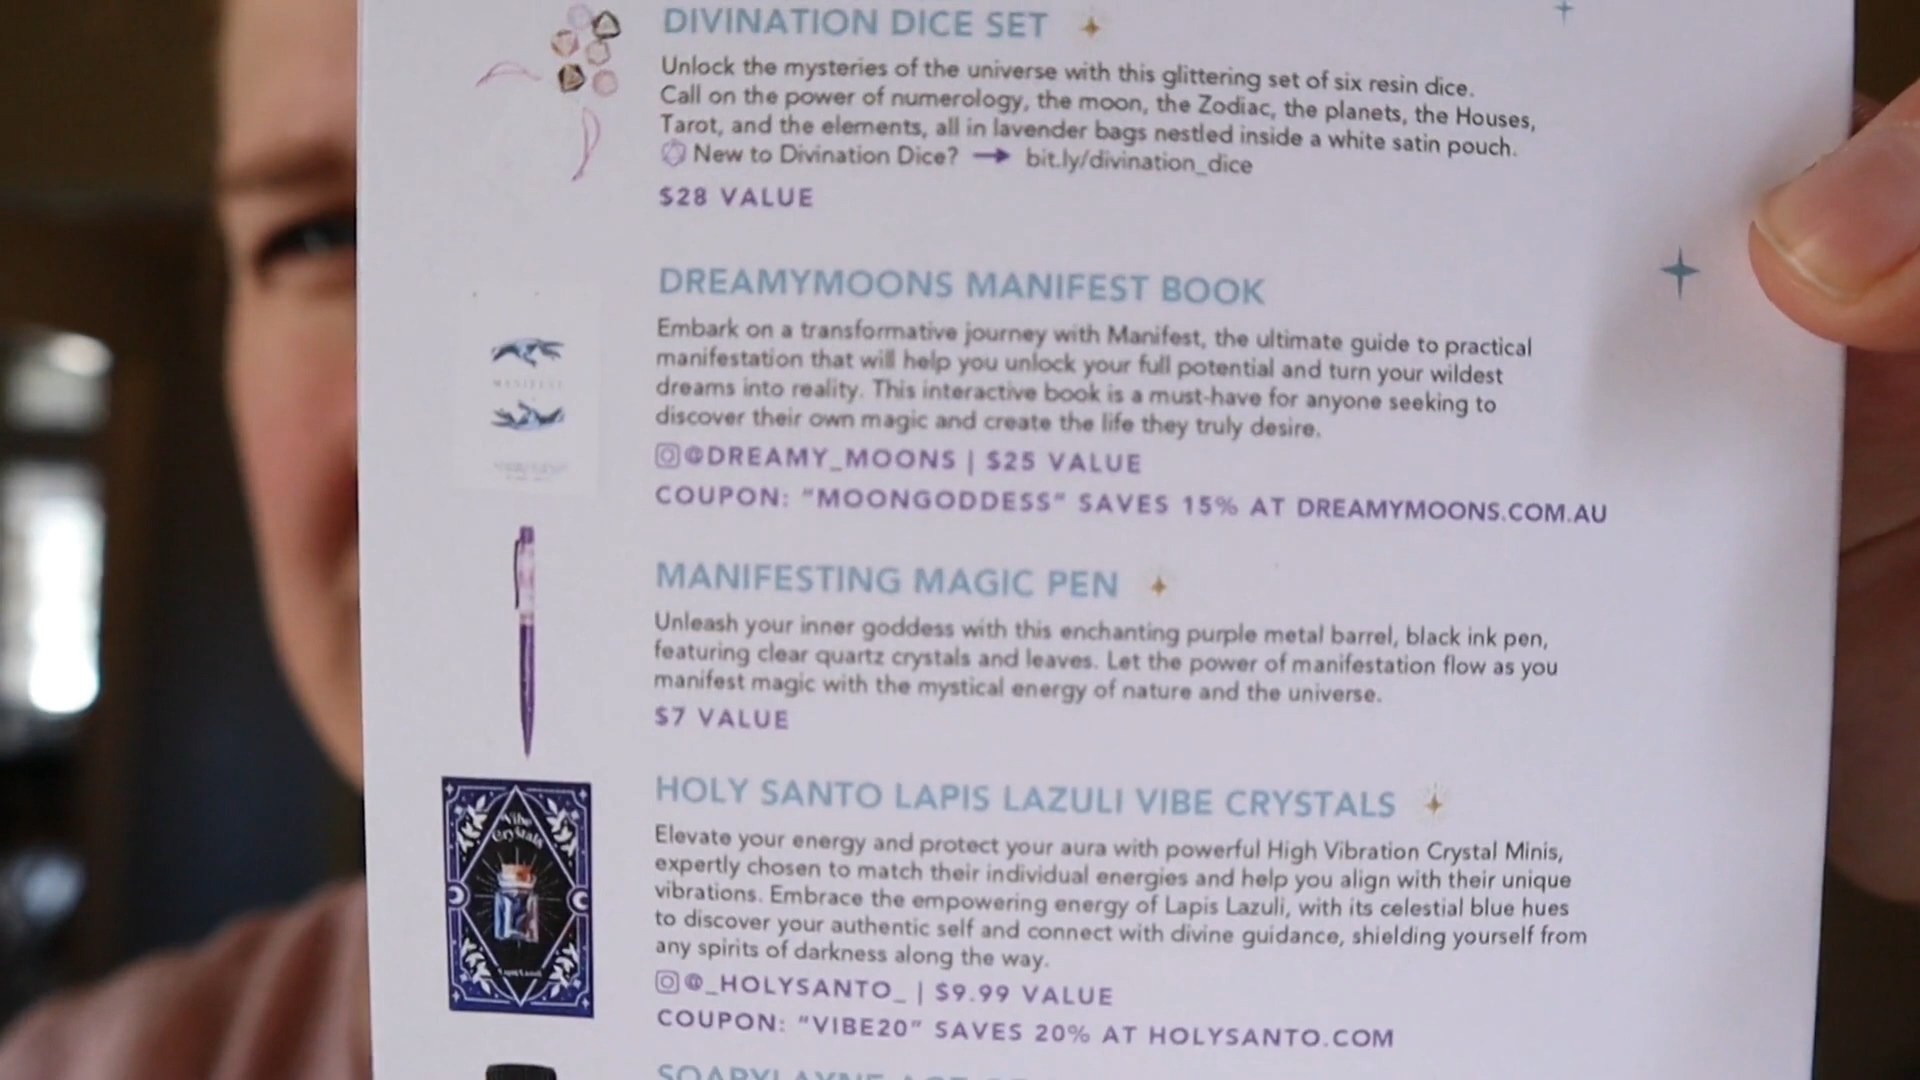 DIVINATION DICE SET
Unlock the mysteries of the universe with this glittering set of six resin dice.
Call on the power of numerology, the moon, the Zodiac, the planets, the Houses,
Tarot, and the elements, all in lavender bags nestled inside a white satin pouch.
New to Divination Dice? → bit.ly/divination_dice
$28 VALUE
DREAMYMOONS MANIFEST BOOK
Embark on a transformative journey with Manifest, the ultimate guide to practical
manifestation that will help you unlock your full potential and turn your wildest
dreams into reality. This interactive book is a must-have for anyone seeking to
discover their own magic and create the life they truly desire.
@DREAMY_MOONS | $25 VALUE
COUPON: "MOONGODDESS" SAVES 15% AT DREAMYMOONS.COM.AU
MANIFEST
MANIFESTING MAGIC PEN
Unleash your inner goddess with this enchanting purple metal barrel, black ink pen,
featuring clear quartz crystals and leaves. Let the power of manifestation flow as you
manifest magic with the mystical energy of nature and the universe.
$7 VALUE
HOLY SANTO LAPIS LAZULI VIBE CRYSTALS
Elevate your energy and protect your aura with powerful High Vibration Crystal Minis,
expertly chosen to match their individual energies and help you align with their unique
vibrations. Embrace the empowering energy of Lapis Lazuli, with its celestial blue hues
to discover your authentic self and connect with divine guidance, shielding yourself from
any spirits of darkness along the way.
@_HOLYSANTO_ | $9.99 VALUE
COUPON: "VIBE20" SAVES 20% AT HOLYSANTO.COM
Vibe
Crystals
Lapis Lazuli